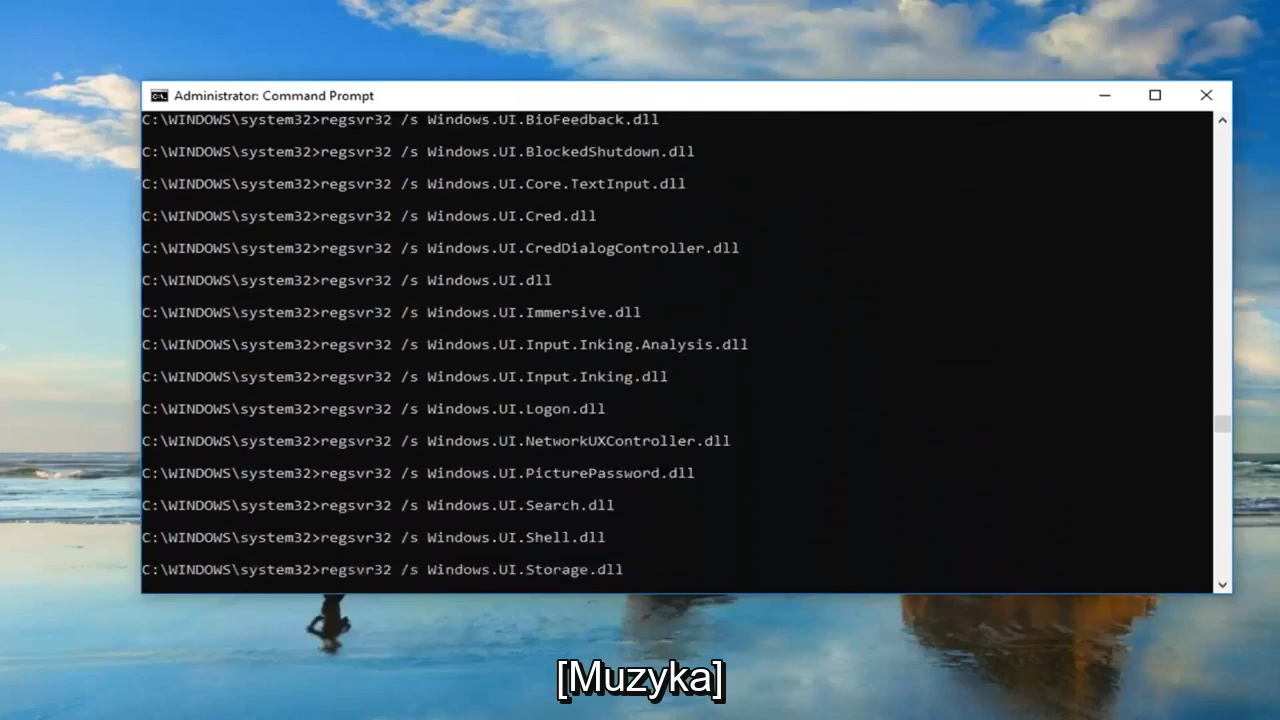 Administrator: Command Prompt
C:\WINDOWS\system32>regsvr32 /s Windows.UI.BioFeedback.dll
C:\WINDOWS\system32>regsvr32 /s Windows.UI.BlockedShutdown.dll
C:\WINDOWS\system32>regsvr32 /s Windows.UI.Core.TextInput.dll
C:\WINDOWS\system32>regsvr32 /s Windows.UI.Cred.dll
C:\WINDOWS\system32>regsvr32 /s Windows.UI.CredDialogController.dll
C:\WINDOWS\system32>regsvr32 /s Windows.UI.dll
C:\WINDOWS\system32>regsvr32 /s Windows.UI.Immersive.dll
C:\WINDOWS\system32>regsvr32 /s Windows.UI.Input.Inking.Analysis.dll
C:\WINDOWS\system32>regsvr32 /s Windows.UI.Input.Inking.dll
C:\WINDOWS\system32>regsvr32 /s Windows.UI.Logon.dll
C:\WINDOWS\system32>regsvr32 /s Windows.UI.NetworkUXController.dll
C:\WINDOWS\system32>regsvr32 /s Windows.UI.PicturePassword.dll
C:\WINDOWS\system32>regsvr32 /s Windows.UI.Search.dll
C:\WINDOWS\system32>regsvr32 /s Windows.UI.Shell.dll
C:\WINDOWS\system32>regsvr32 /s Windows.UI.Storage.dll
[Muzyka]